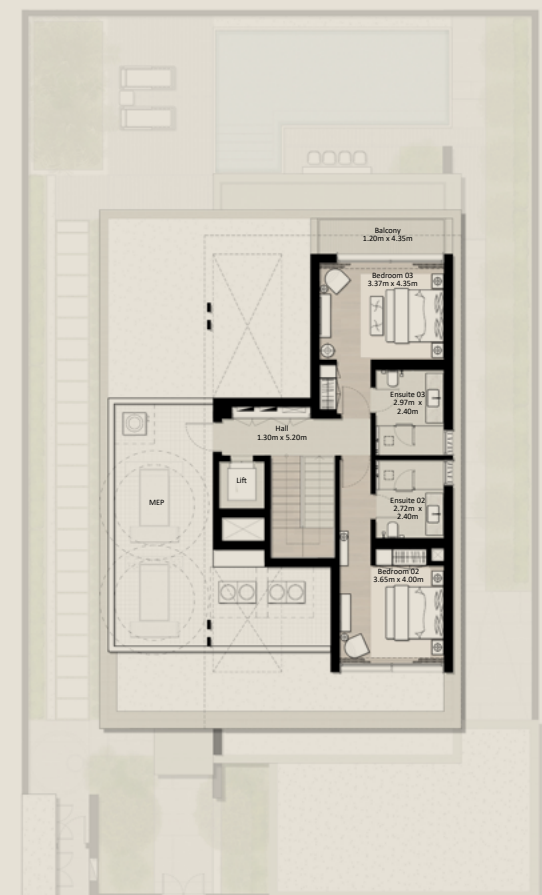 Balcony
1.20m x 4.35m
Bedroom 03
3.37m x 4.35m
Ensuite 03
2.97m x
2.40m
Hall
1.30m x 5.20m
Lift
MEP
Ensuite 02
2.72m x
2.40m
Bedroom 02
3.65m x 4.00m